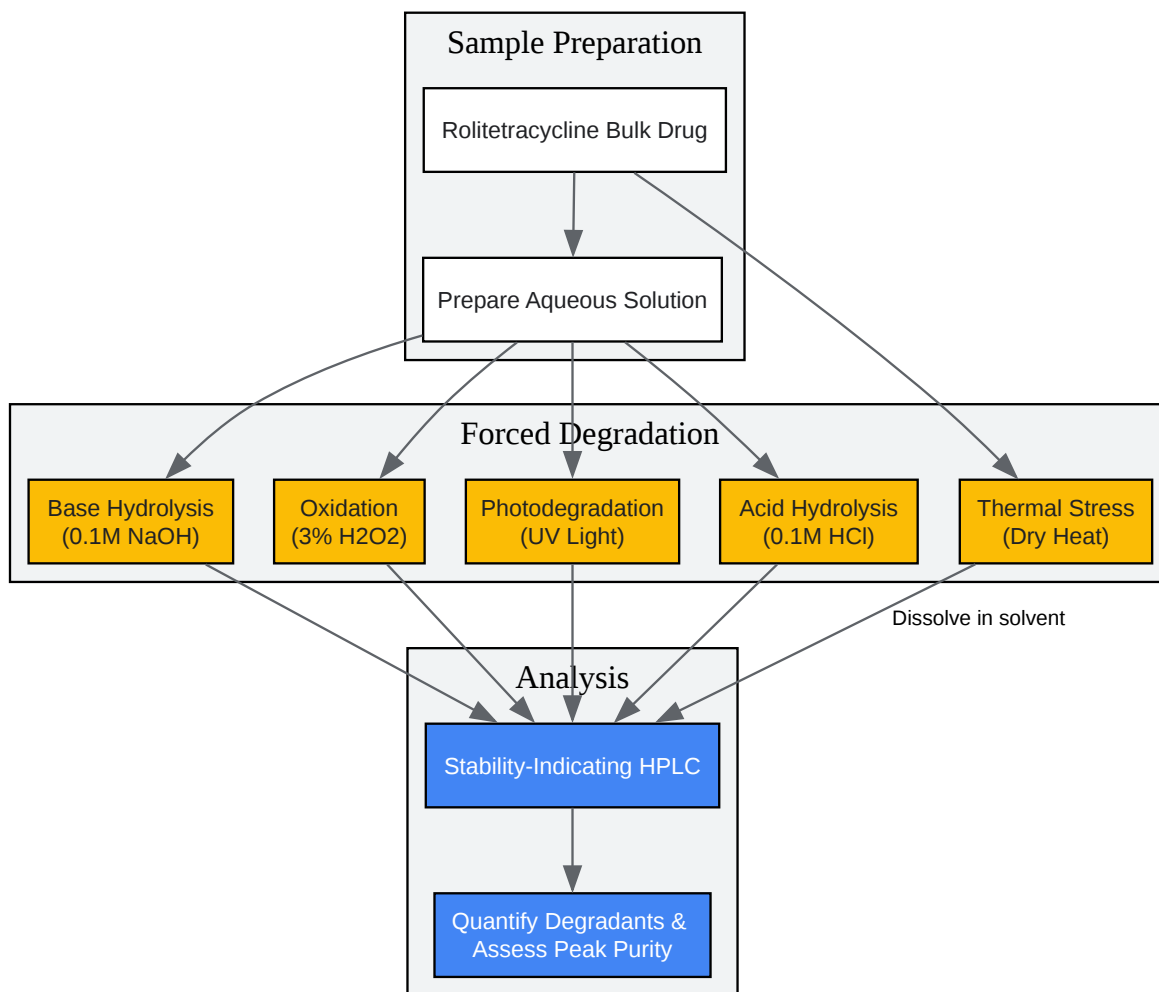 Sample Preparation
Rolitetracycline Bulk Drug
Prepare Aqueous Solution
Forced Degradation
Base Hydrolysis
(0.1M NaOH)
Oxidation
(3% H2O2)
Photodegradation
(UV Light)
Acid Hydrolysis
(0.1M HCl)
Thermal Stress
(Dry Heat)
Dissolve in solvent
Analysis
Stability-Indicating HPLC
Quantify Degradants &
Assess Peak Purity